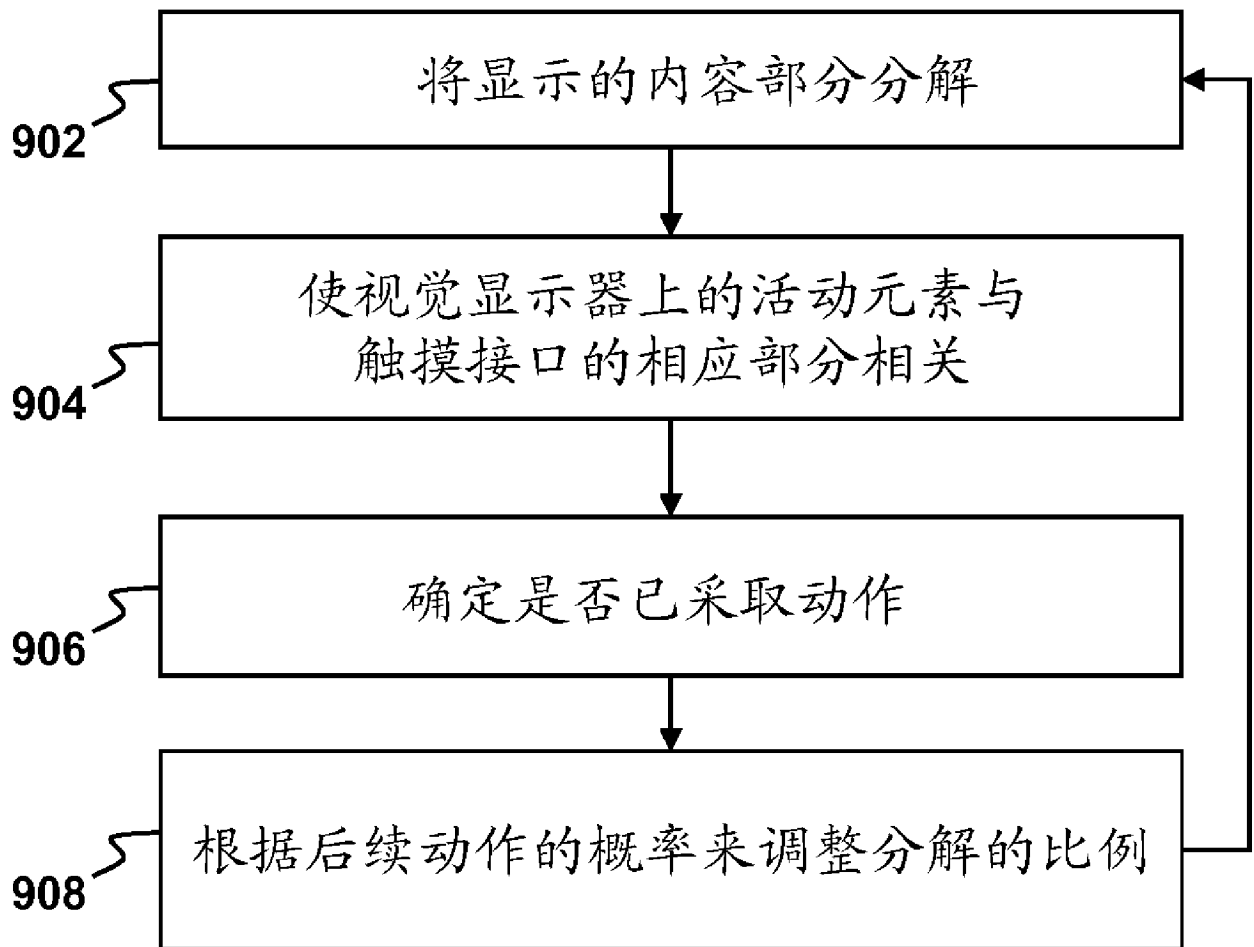 将显示的内容部分分解
902
使视觉显示器上的活动元素与
触摸接口的相应部分相关
904
确定是否已采取动作
906
根据后续动作的概率来调整分解的比例
908